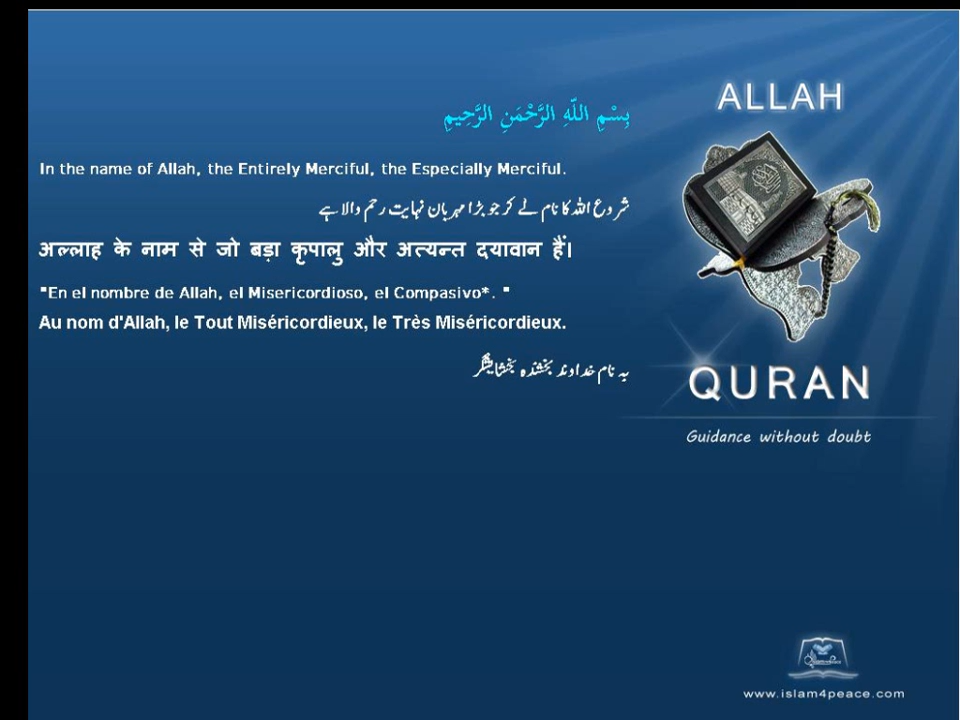 بِسْمِ اللّهِ الرَّحْمَنِ الرَّحِيمِ
In the name of Allah, the Entirely Merciful, the Especially Merciful.
شروع الله کا نام لے کر جو بڑا مہربان نہایت رحم والا ہے
अल्लाह के नाम से जो बड़ा कृपालु और अत्यन्त दयावान हैं।
"En el nombre de Allah, el Misericordioso, el Compasivo*. "
Au nom d'Allah, le Tout Miséricordieux, le Très Miséricordieux.
به نام خداوند بخشنده بخشایشگر
ALLAH
QURAN
Guidance without doubt
www.islam4peace.com